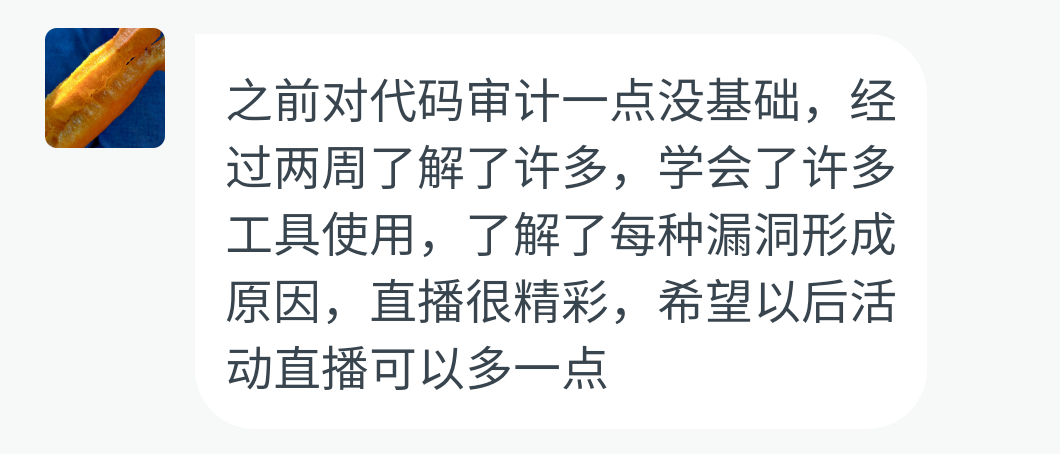 之前对代码审计一点没基础，经
过两周了解了许多，学会了许多
工具使用，了解了每种漏洞形成
原因，直播很精彩，希望以后活
动直播可以多一点